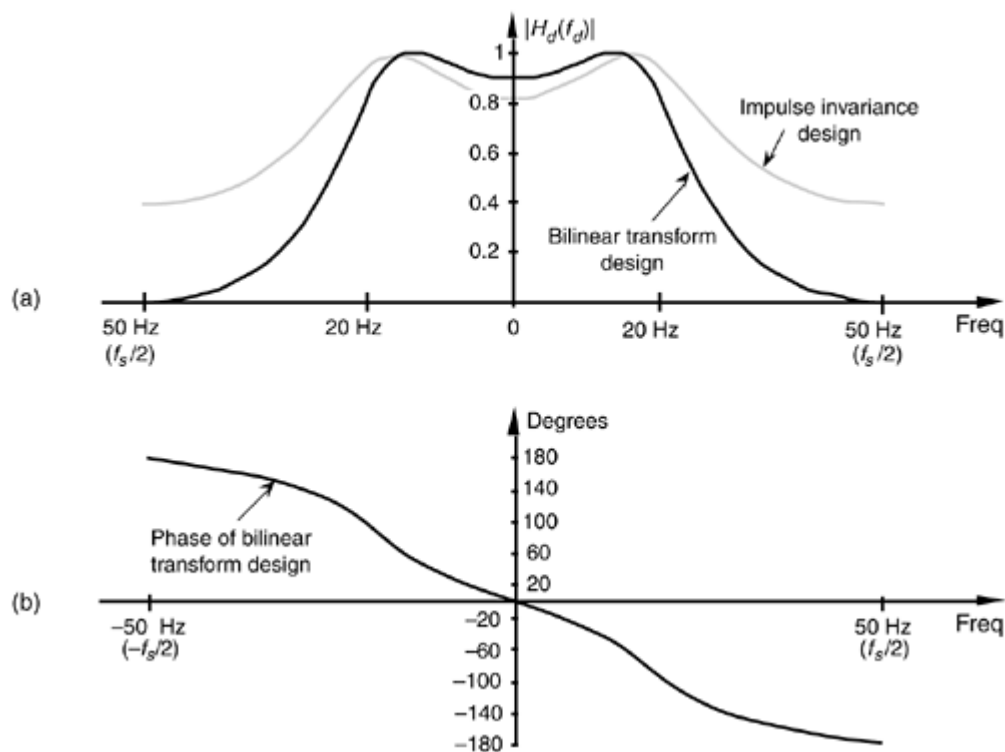 |H_d(f_d)|
1
0.8
0.6
0.4
0.2
Impulse invariance
design
Bilinear transform
design
(a)
50 Hz
(f_s/2)
20 Hz
0
20 Hz
50 Hz
(f_s/2)
Freq
Degrees
180
140
100
60
20
Phase of bilinear
transform design
(b)
−50 Hz
(−f_s/2)
−20
−60
−100
−140
−180
50 Hz
(f_s/2)
Freq